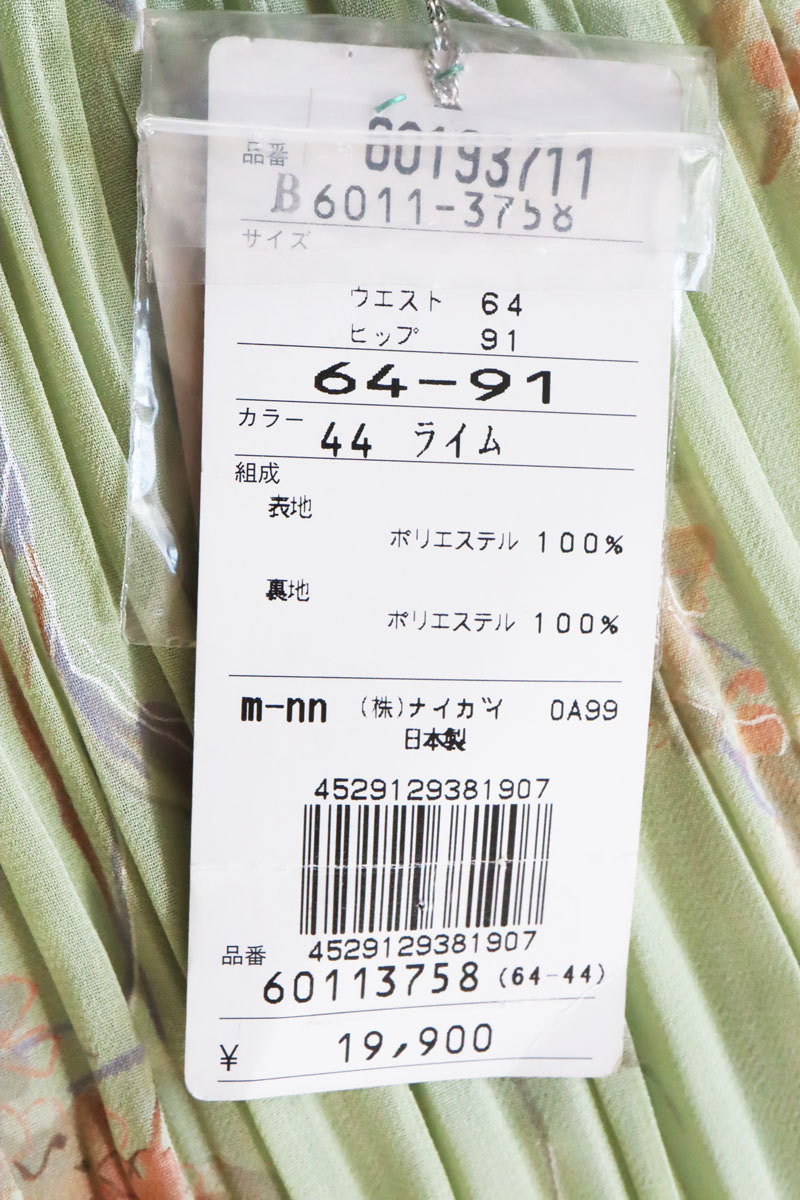 60193711
品番
B6011-3758
サイズ
ウエスト 64
ヒップ 91
64-91
カラー 44 ライム
組成
表地
ポリエステル 100%
裏地
ポリエステル 100%
m-nn (株)ナイガイ 0A99
日本製
4529129381907
4529129381907
品番 60113758 (64-44)
¥ 19,900